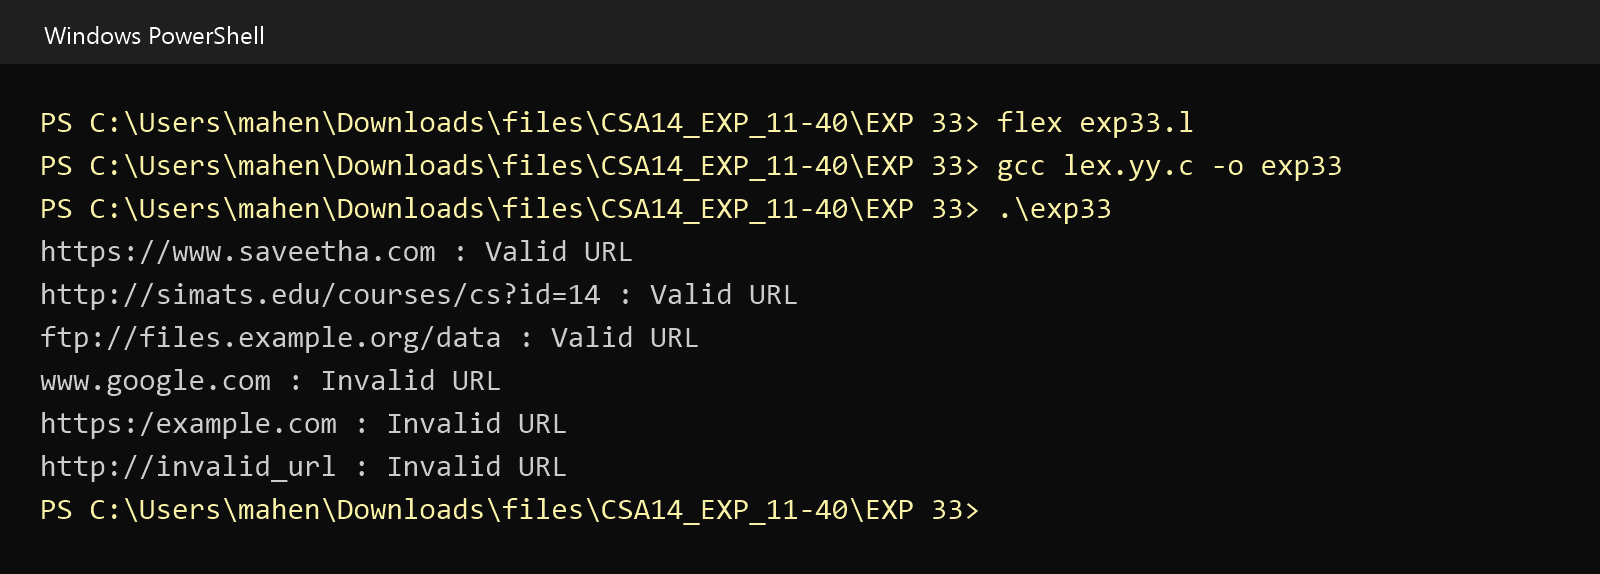 Windows PowerShell
PS C:\Users\mahen\Downloads\files\CSA14_EXP_11-40\EXP 33> flex exp33.l
PS C:\Users\mahen\Downloads\files\CSA14_EXP_11-40\EXP 33> gcc lex.yy.c -o exp33
PS C:\Users\mahen\Downloads\files\CSA14_EXP_11-40\EXP 33> .\exp33
https://www.saveetha.com : Valid URL
http://simats.edu/courses/cs?id=14 : Valid URL
ftp://files.example.org/data : Valid URL
www.google.com : Invalid URL
https:/example.com : Invalid URL
http://invalid_url : Invalid URL
PS C:\Users\mahen\Downloads\files\CSA14_EXP_11-40\EXP 33>